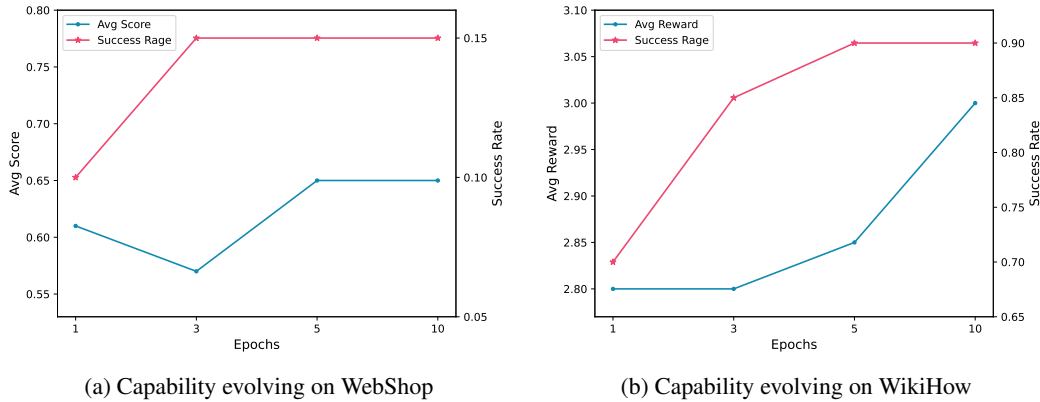 0.80
0.75
0.70
0.65
0.60
0.55
Avg Score
Avg Score
Success Rage
0.15
0.10
0.05
Success Rate
1 3 5 10
Epochs
(a) Capability evolving on WebShop
3.10
3.05
3.00
2.95
2.90
2.85
2.80
Avg Reward
Avg Reward
Success Rage
0.90
0.85
0.80
0.75
0.70
0.65
Success Rate
1 3 5 10
Epochs
(b) Capability evolving on WikiHow